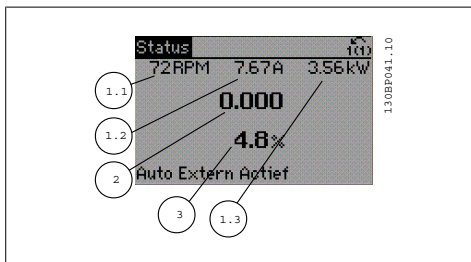 Status
1(1)
72RPM 7.67A 3.56kW
0.000
4.8%
Auto Extern Actief
1.1
1.2
2
3
1.3
130BP041.10